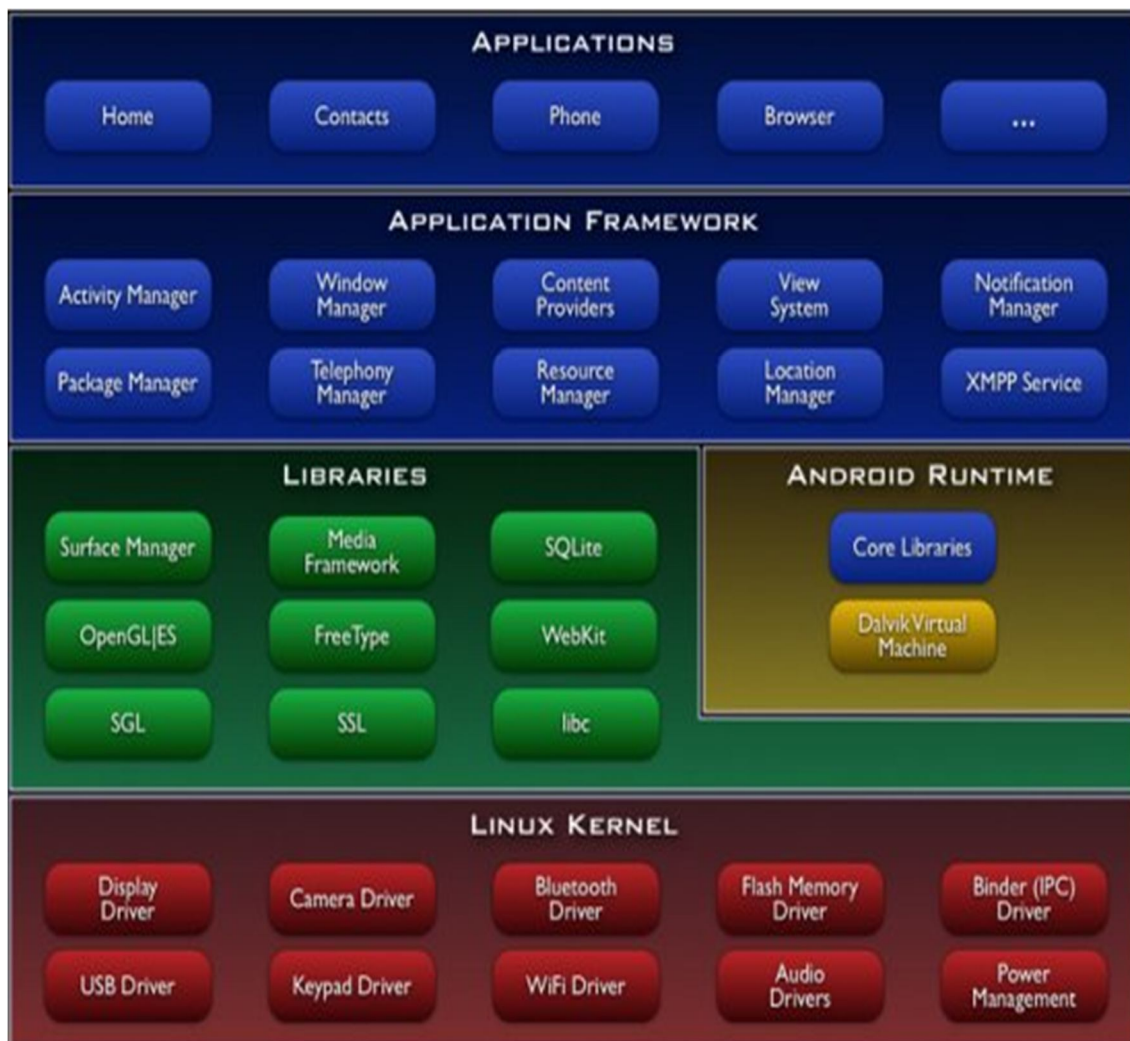 APPLICATIONS
Home
Contacts
Phone
Browser
...
APPLICATION FRAMEWORK
Activity Manager
Window
Manager
Content
Providers
View
System
Notification
Manager
Package Manager
Telephony
Manager
Resource
Manager
Location
Manager
XMPP Service
LIBRARIES
Surface Manager
Media
Framework
SQLite
OpenGL|ES
FreeType
WebKit
SGL
SSL
libc
ANDROID RUNTIME
Core Libraries
Dalvik Virtual
Machine
LINUX KERNEL
Display
Driver
Camera Driver
Bluetooth
Driver
Flash Memory
Driver
Binder (IPC)
Driver
USB Driver
Keypad Driver
WiFi Driver
Audio
Drivers
Power
Management